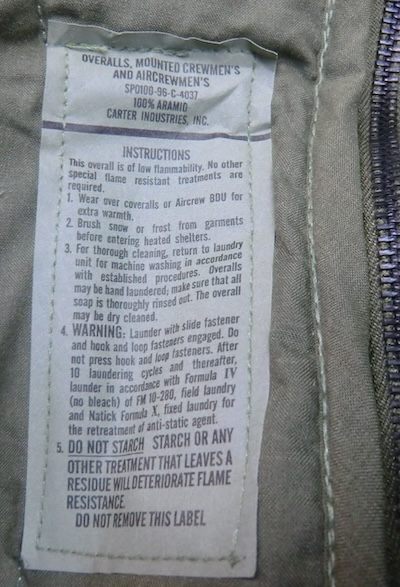 OVERALLS, MOUNTED CREWMEN'S
AND AIRCREWMEN'S
SPO100-96-C-4037
100% ARAMID
CARTER INDUSTRIES, INC.
INSTRUCTIONS
This overall is of low flammability. No other
special flame resistant treatments are
required.
1. Wear over coveralls or Aircrew BDU for
extra warmth.
2. Brush snow or frost from garments
before entering heated shelters.
3. For thorough cleaning, return to laundry
unit for machine washing in accordance
with established procedures. Overalls
may be hand laundered; make sure that all
soap is thoroughly rinsed out. The overall
may be dry cleaned.
4. WARNING: Launder with slide fastener
and hook and loop fasteners engaged. Do
not press hook and loop fasteners. After
10 laundering cycles and thereafter,
launder in accordance with Formula IV
(no bleach) of FM 10-280, field laundry
and Natick Formula X, fixed laundry for
the retreatment of anti-static agent.
5. DO NOT STARCH STARCH OR ANY
OTHER TREATMENT THAT LEAVES A
RESIDUE WILL DETERIORATE FLAME
RESISTANCE.
DO NOT REMOVE THIS LABEL